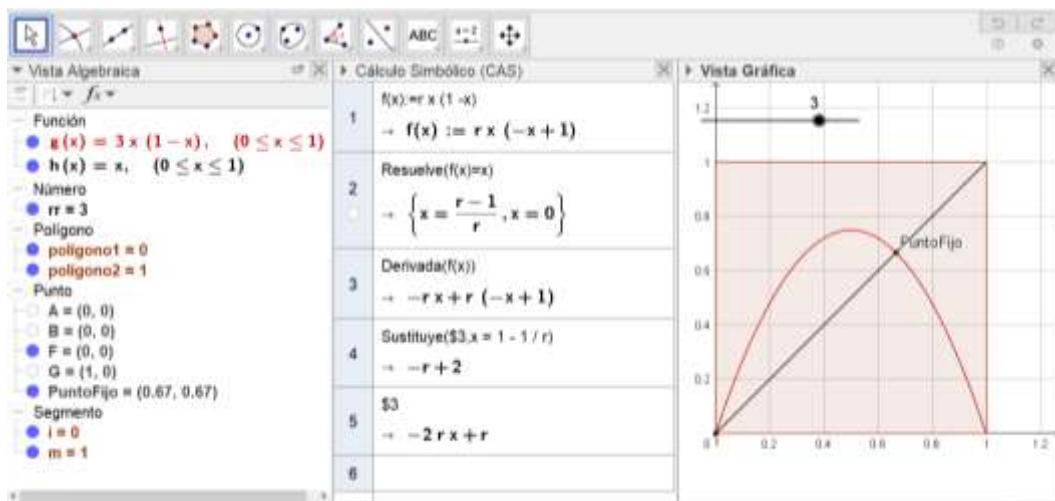 ABC
a=2
Vista Algebraica
Cálculo Simbólico (CAS)
Vista Gráfica
fx
Función
g(x) = 3 x (1 − x), (0 ≤ x ≤ 1)
h(x) = x, (0 ≤ x ≤ 1)
Número
rr = 3
Polígono
polígono1 = 0
polígono2 = 1
Punto
A = (0, 0)
B = (0, 0)
F = (0, 0)
G = (1, 0)
PuntoFijo = (0.67, 0.67)
Segmento
i = 0
m = 1
1
f(x):=r x (1 -x)
→ f(x) := r x (−x + 1)
2
Resuelve(f(x)=x)
→ {x = r − 1 / r, x = 0}
3
Derivada(f(x))
→ −r x + r (−x + 1)
4
Sustituye($3,x = 1 - 1 / r)
→ −r + 2
5
$3
→ −2 r x + r
6
3
1.2
1
0.8
PuntoFijo
0.6
0.4
0.2
0
0.2
0.4
0.6
0.8
1
1.2